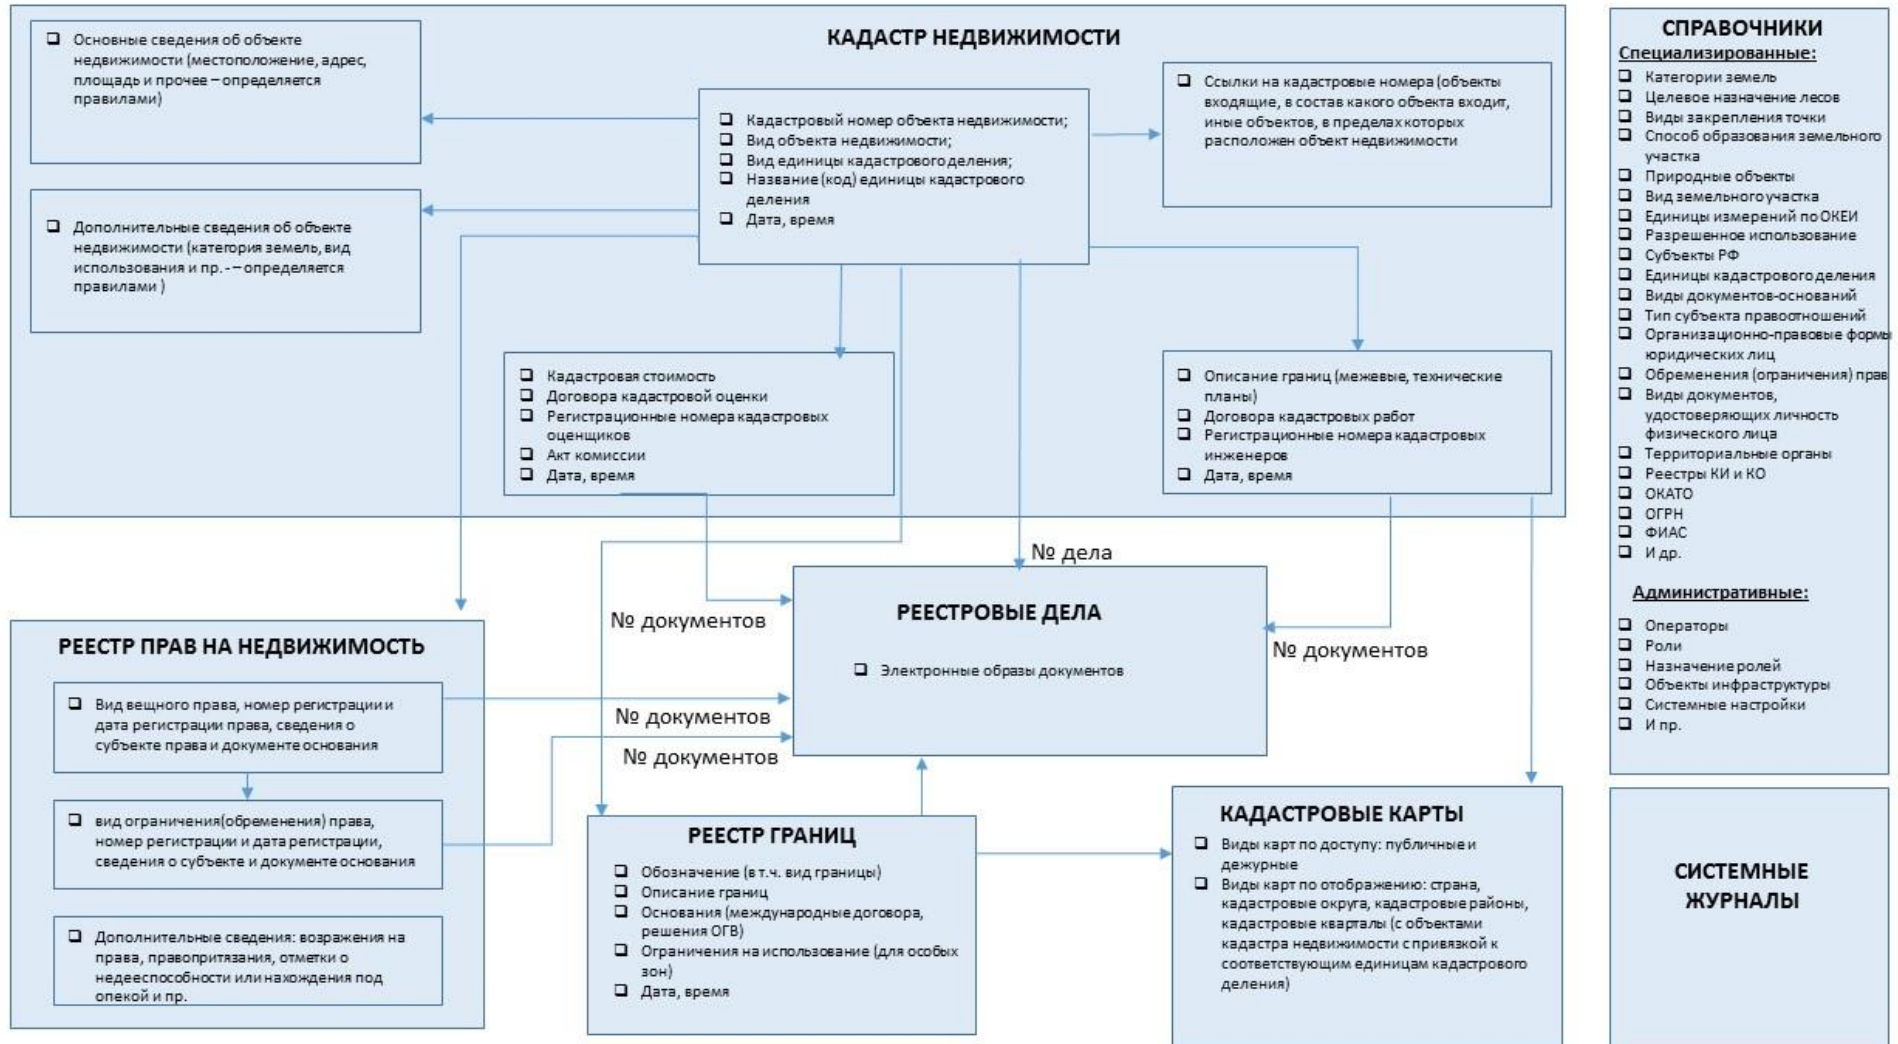 КАДАСТР НЕДВИЖИМОСТИ
Основные сведения об объекте
недвижимости (местоположение, адрес,
площадь и прочее – определяется
правилами)
Дополнительные сведения об объекте
недвижимости (категория земель, вид
использования и пр. - – определяется
правилами )
Кадастровый номер объекта недвижимости;
Вид объекта недвижимости;
Вид единицы кадастрового деления;
Название (код) единицы кадастрового
деления
Дата, время
Ссылки на кадастровые номера (объекты
входящие, в состав какого объекта входит,
иные объектов, в пределах которых
расположен объект недвижимости
Кадастровая стоимость
Договора кадастровой оценки
Регистрационные номера кадастровых
оценщиков
Акт комиссии
Дата, время
Описание границ (межевые, технические
планы)
Договора кадастровых работ
Регистрационные номера кадастровых
инженеров
Дата, время
№ дела
№ документов
№ документов
№ документов
№ документов
РЕЕСТРОВЫЕ ДЕЛА
Электронные образы документов
РЕЕСТР ПРАВ НА НЕДВИЖИМОСТЬ
Вид вещного права, номер регистрации и
дата регистрации права, сведения о
субъекте права и документе основания
вид ограничения(обременения) права,
номер регистрации и дата регистрации,
сведения о субъекте и документе основания
Дополнительные сведения: возражения на
права, правопритязания, отметки о
недееспособности или нахождения под
опекой и пр.
РЕЕСТР ГРАНИЦ
Обозначение (в т.ч. вид границы)
Описание границ
Основания (международные договора,
решения ОГВ)
Ограничения на использование (для особых
зон)
Дата, время
КАДАСТРОВЫЕ КАРТЫ
Виды карт по доступу: публичные и
дежурные
Виды карт по отображению: страна,
кадастровые округа, кадастровые районы,
кадастровые кварталы (с объектами
кадастра недвижимости с привязкой к
соответствующим единицам кадастрового
деления)
СПРАВОЧНИКИ
Специализированные:
Категории земель
Целевое назначение лесов
Виды закрепления точки
Способ образования земельного
участка
Природные объекты
Вид земельного участка
Единицы измерений по ОКЕИ
Разрешенное использование
Субъекты РФ
Единицы кадастрового деления
Виды документов-оснований
Тип субъекта правоотношений
Организационно-правовые формы
юридических лиц
Обременения (ограничения) прав
Виды документов,
удостоверяющих личность
физического лица
Территориальные органы
Реестры КИ и КО
ОКАТО
ОГРН
ФИАС
И др.
Административные:
Операторы
Роли
Назначение ролей
Объекты инфраструктуры
Системные настройки
И пр.
СИСТЕМНЫЕ
ЖУРНАЛЫ